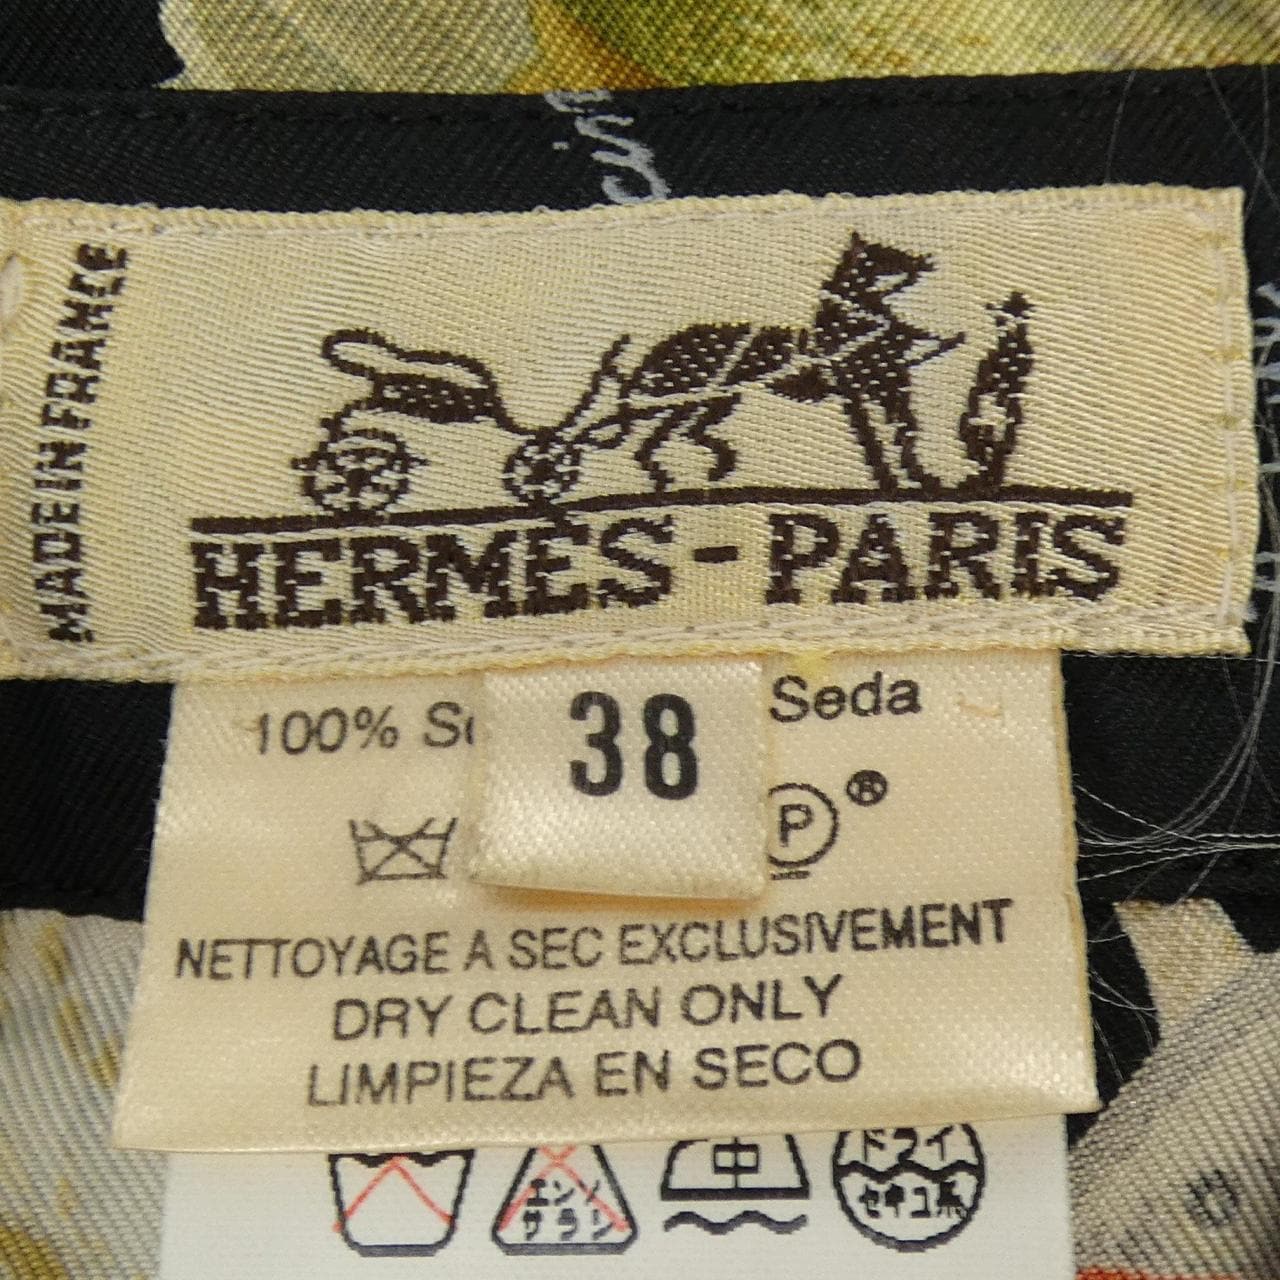 MADE IN FRANCE
HERMÈS-PARIS
100% 38 Seda
P ®
NETTOYAGE A SEC EXCLUSIVEMENT
DRY CLEAN ONLY
LIMPIEZA EN SECO
エンソ 中 ドライ
サラシ セキユ系